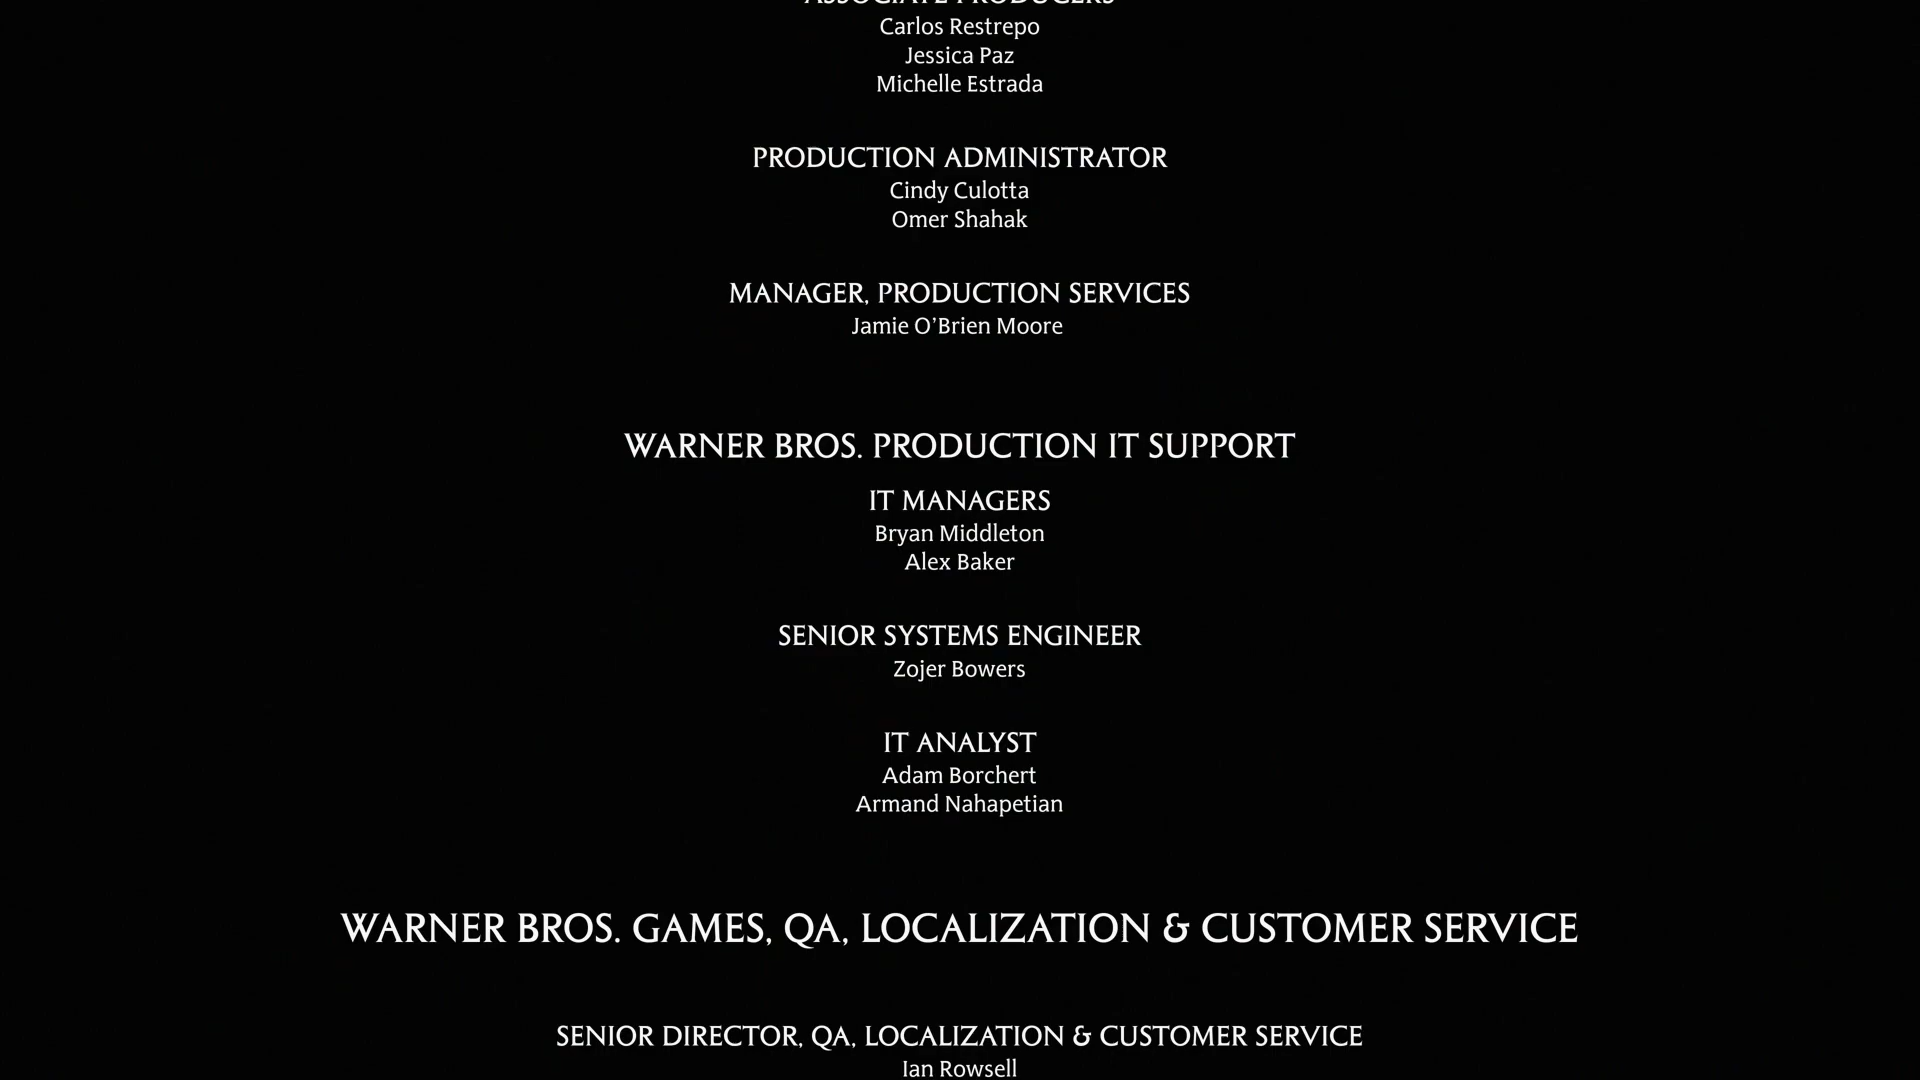 ASSOCIATE PRODUCERS
Carlos Restrepo
Jessica Paz
Michelle Estrada
PRODUCTION ADMINISTRATOR
Cindy Culotta
Omer Shahak
MANAGER, PRODUCTION SERVICES
Jamie O’Brien Moore
WARNER BROS. PRODUCTION IT SUPPORT
IT MANAGERS
Bryan Middleton
Alex Baker
SENIOR SYSTEMS ENGINEER
Zojer Bowers
IT ANALYST
Adam Borchert
Armand Nahapetian
WARNER BROS. GAMES, QA, LOCALIZATION & CUSTOMER SERVICE
SENIOR DIRECTOR, QA, LOCALIZATION & CUSTOMER SERVICE
Ian Rowsell